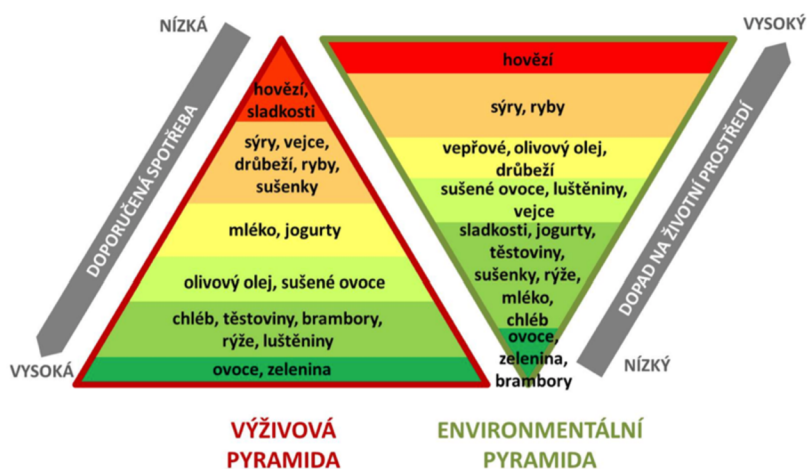 NÍZKÁ
DOPORUČENÁ SPOTŘEBA
VYSOKÁ
hovězí,
sladkosti
sýry, vejce,
drůbeží, ryby,
sušenky
mléko, jogurty
olivový olej, sušené ovoce
chléb, těstoviny, brambory,
rýže, luštěniny
ovoce, zelenina
VÝŽIVOVÁ
PYRAMIDA
VYSOKÝ
DOPAD NA ŽIVOTNÍ PROSTŘEDÍ
NÍZKÝ
hovězí
sýry, ryby
vepřové, olivový olej,
drůbeží
sušené ovoce, luštěniny,
vejce
sladkosti, jogurty,
těstoviny,
sušenky, rýže,
mléko,
chléb
ovoce,
zelenina,
brambory
ENVIRONMENTÁLNÍ
PYRAMIDA